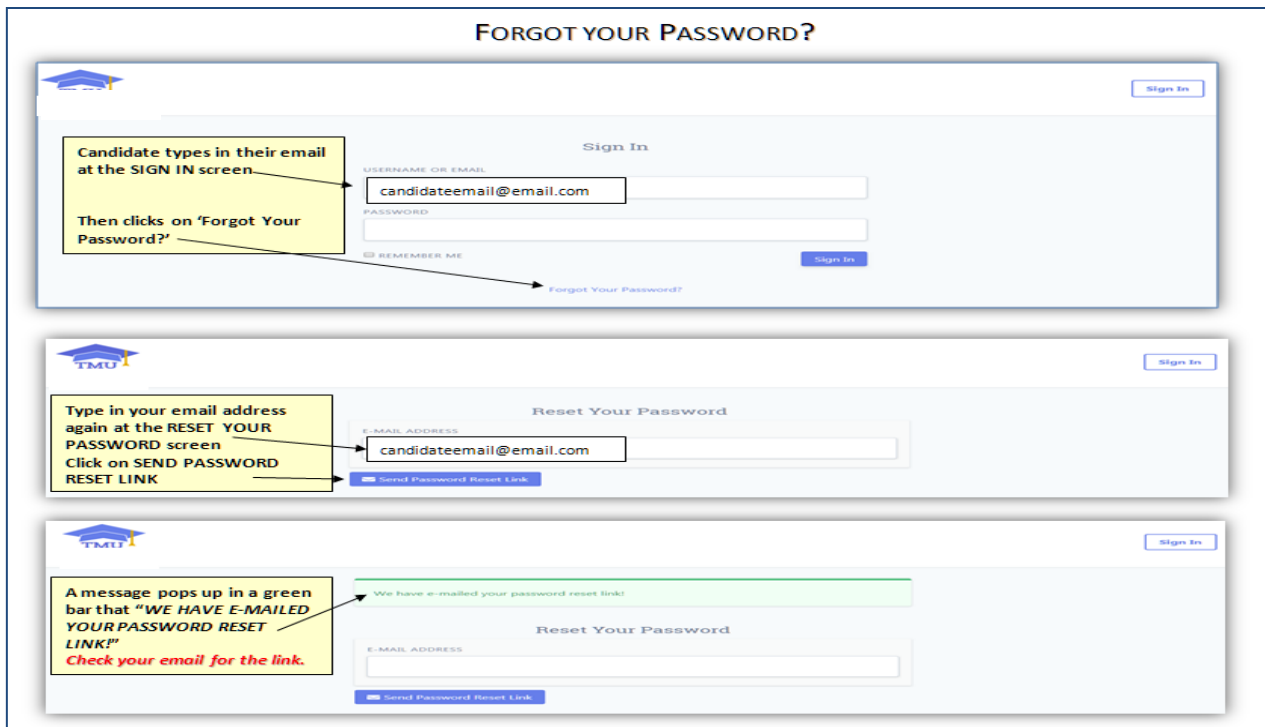 FORGOT YOUR PASSWORD?
Sign In
Candidate types in their email
at the SIGN IN screen
Then clicks on ‘Forgot Your
Password?’
Sign In
USERNAME OR EMAIL
candidateemail@email.com
PASSWORD
REMEMBER ME
Sign In
Forgot Your Password?
TMU
Sign In
Type in your email address
again at the RESET YOUR
PASSWORD screen
Click on SEND PASSWORD
RESET LINK
Reset Your Password
E-MAIL ADDRESS
candidateemail@email.com
Send Password Reset Link
TMU
Sign In
A message pops up in a green
bar that “WE HAVE E-MAILED
YOUR PASSWORD RESET
LINK!”
Check your email for the link.
We have e-mailed your password reset link!
Reset Your Password
E-MAIL ADDRESS
Send Password Reset Link